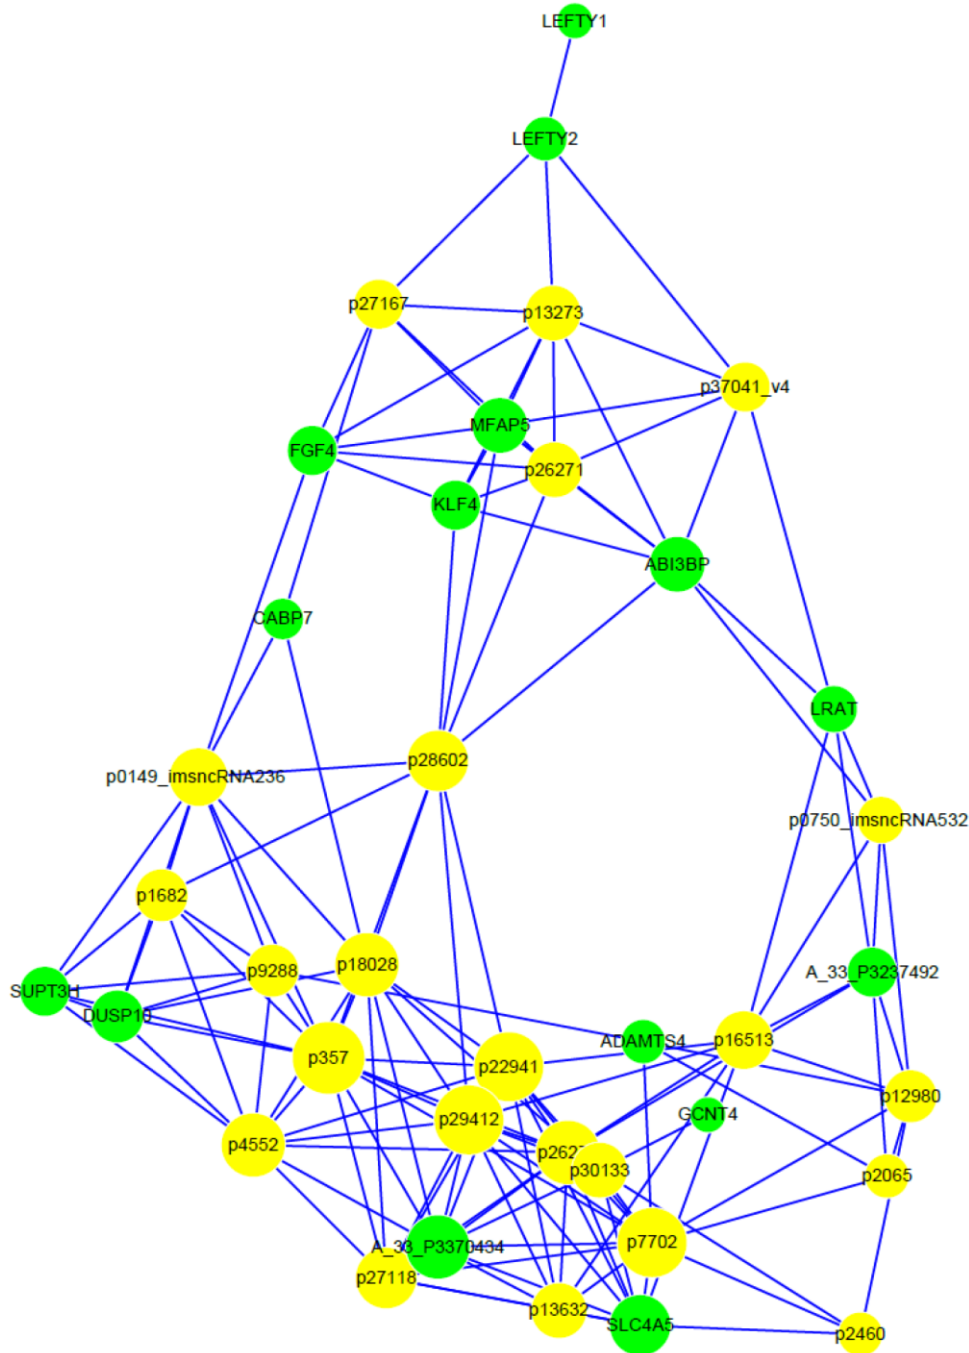 LEFTY1
LEFTY2
p27167
p13273
p37041_v4
MFAP5
FGF4
p26271
KLF4
ABI3BP
CABP7
LRAT
p28602
p0149_imsncRNA236
p0750_imsncRNA532
p1682
p9288
p18028
A_33_P3237492
SUPT3H
DUSP10
ADAMTS4
p16513
p357
p22941
p12980
GCNT4
p29412
p4552
p30133
p2065
p7702
A_33_P3370434
p27118
p13632
SLC4A5
p2460